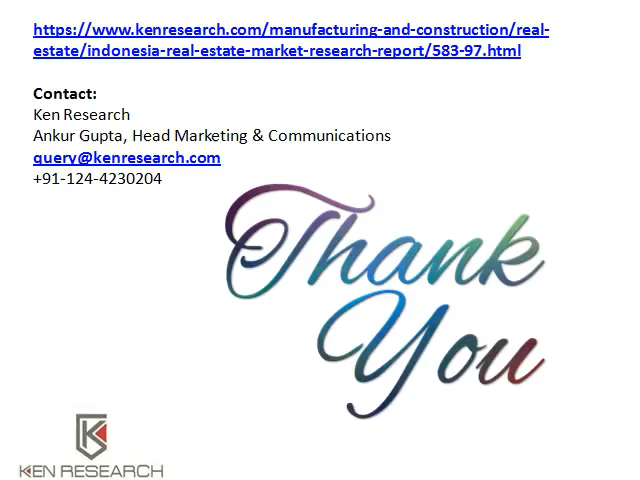 https://www.kenresearch.com/manufacturing-and-construction/real-
estate/indonesia-real-estate-market-research-report/583-97.html
Contact:
Ken Research
Ankur Gupta, Head Marketing & Communications
query@kenresearch.com
+91-124-4230204
Thank
You
KEN RESEARCH